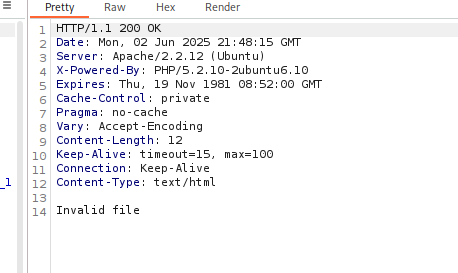 Pretty Raw Hex Render
1 HTTP/1.1 200 OK
2 Date: Mon, 02 Jun 2025 21:48:15 GMT
3 Server: Apache/2.2.12 (Ubuntu)
4 X-Powered-By: PHP/5.2.10-2ubuntu6.10
5 Expires: Thu, 19 Nov 1981 08:52:00 GMT
6 Cache-Control: private
7 Pragma: no-cache
8 Vary: Accept-Encoding
9 Content-Length: 12
10 Keep-Alive: timeout=15, max=100
11 Connection: Keep-Alive
_1 12 Content-Type: text/html
13
14 Invalid file